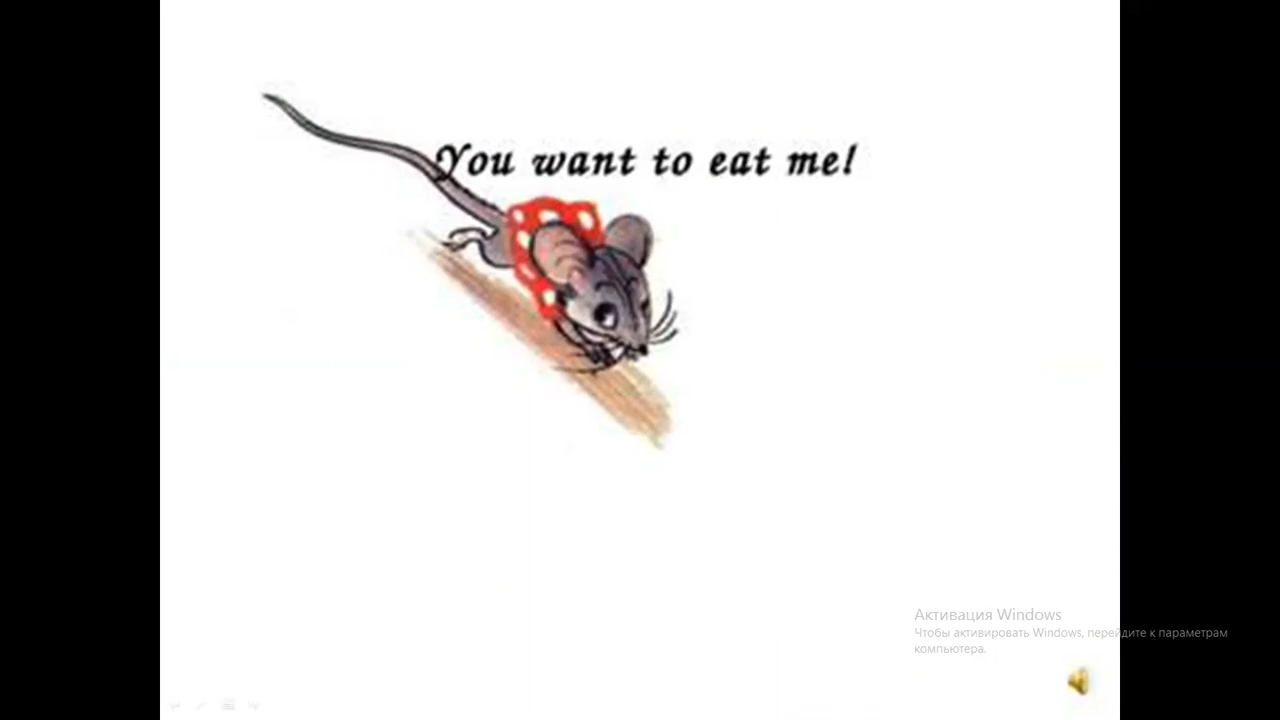 You want to eat me!
Активация Windows
Чтобы активировать Windows, перейдите к параметрам
компьютера.